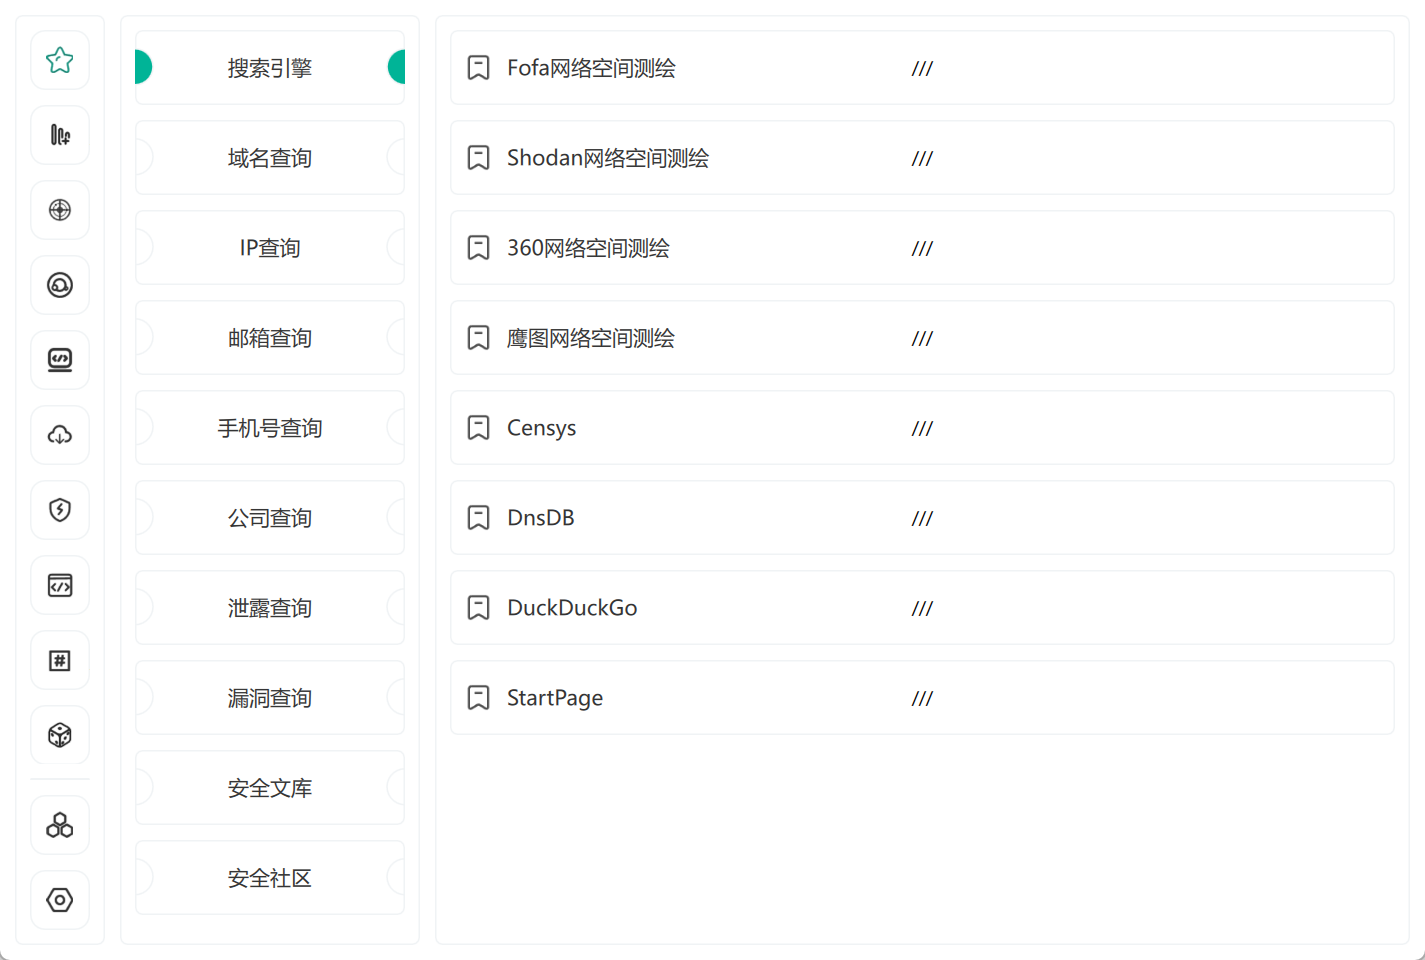 搜索引擎
域名查询
IP查询
邮箱查询
手机号查询
公司查询
泄露查询
漏洞查询
安全文库
安全社区
Fofa网络空间测绘 ///
Shodan网络空间测绘 ///
360网络空间测绘 ///
鹰图网络空间测绘 ///
Censys ///
DnsDB ///
DuckDuckGo ///
StartPage ///